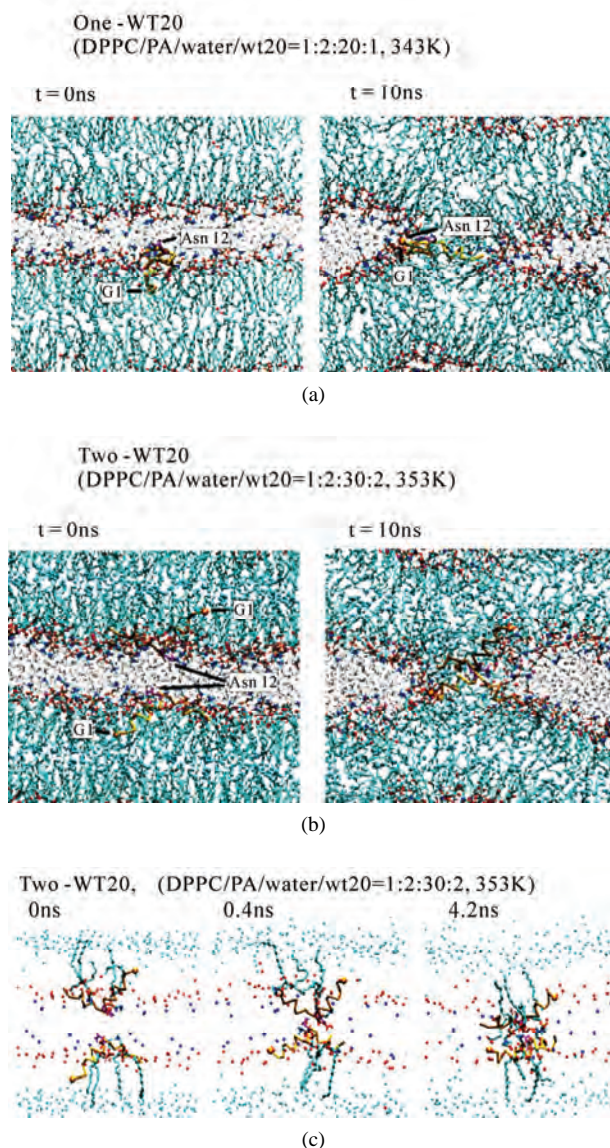 One -WT20
(DPPC/PA/water/wt20=1:2:20:1, 343K)
t = 0ns
t = 10ns
Asn 12
G1
Asn 12
G1
(a)
Two -WT20
(DPPC/PA/water/wt20=1:2:30:2, 353K)
t = 0ns
t = 10ns
G1
Asn 12
G1
(b)
Two -WT20, (DPPC/PA/water/wt20=1:2:30:2, 353K)
0ns 0.4ns 4.2ns
(c)